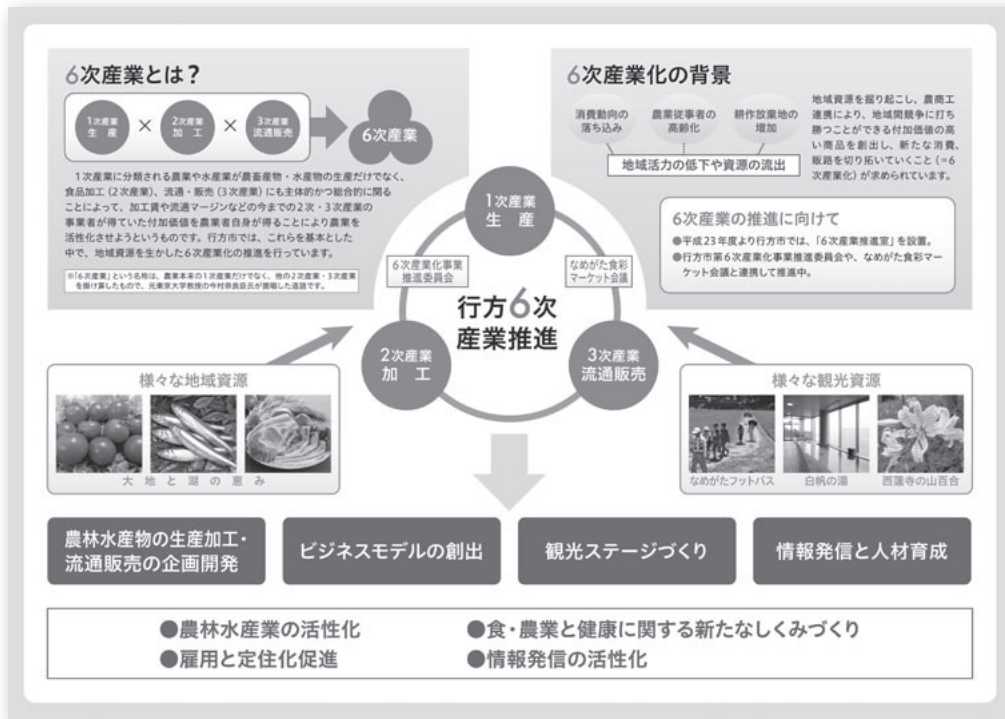 6次産業とは？
1次産業
生 産
×
2次産業
加 工
×
3次産業
流通販売
6次産業
1次産業に分類される農業や水産業が農畜産物・水産物の生産だけでなく、
食品加工（2次産業）、流通・販売（3次産業）にも主体的かつ総合的に関る
ことによって、加工賃や流通マージンなどの今までの2次・3次産業の
事業者が得ていた付加価値を農業者自身が得ることにより農業を
活性化させようというものです。行方市では、これらを基本とした
中で、地域資源を生かした6次産業化の推進を行っています。
※「6次産業」という名称は、農業本来の1次産業だけでなく、他の2次産業・3次産業
を掛け算したもので、元東京大学教授の今村奈良臣氏が提唱した造語です。
6次産業化の背景
消費動向の
落ち込み
農業従事者の
高齢化
耕作放棄地の
増加
地域活力の低下や資源の流出
地域資源を掘り起こし、農商工
連携により、地域間競争に打ち
勝つことができる付加価値の高
い商品を創出し、新たな消費、
販路を切り拓いていくこと（＝6
次産業化）が求められています。
6次産業の推進に向けて
●平成23年度より行方市では、「6次産業推進室」を設置。
●行方市第6次産業化事業推進委員会や、なめがた食彩マー
ケット会議と連携して推進中。
1次産業
生 産
6次産業化事業
推進委員会
なめがた食彩
マーケット会議
行方6次
産業推進
2次産業
加 工
3次産業
流通販売
様々な地域資源
大地と湖の恵み
様々な観光資源
なめがたフットパス
白帆の湯
西蓮寺の山百合
農林水産物の生産加工・
流通販売の企画開発
ビジネスモデルの創出
観光ステージづくり
情報発信と人材育成
●農林水産業の活性化
●食・農業と健康に関する新たなしくみづくり
●雇用と定住化促進
●情報発信の活性化